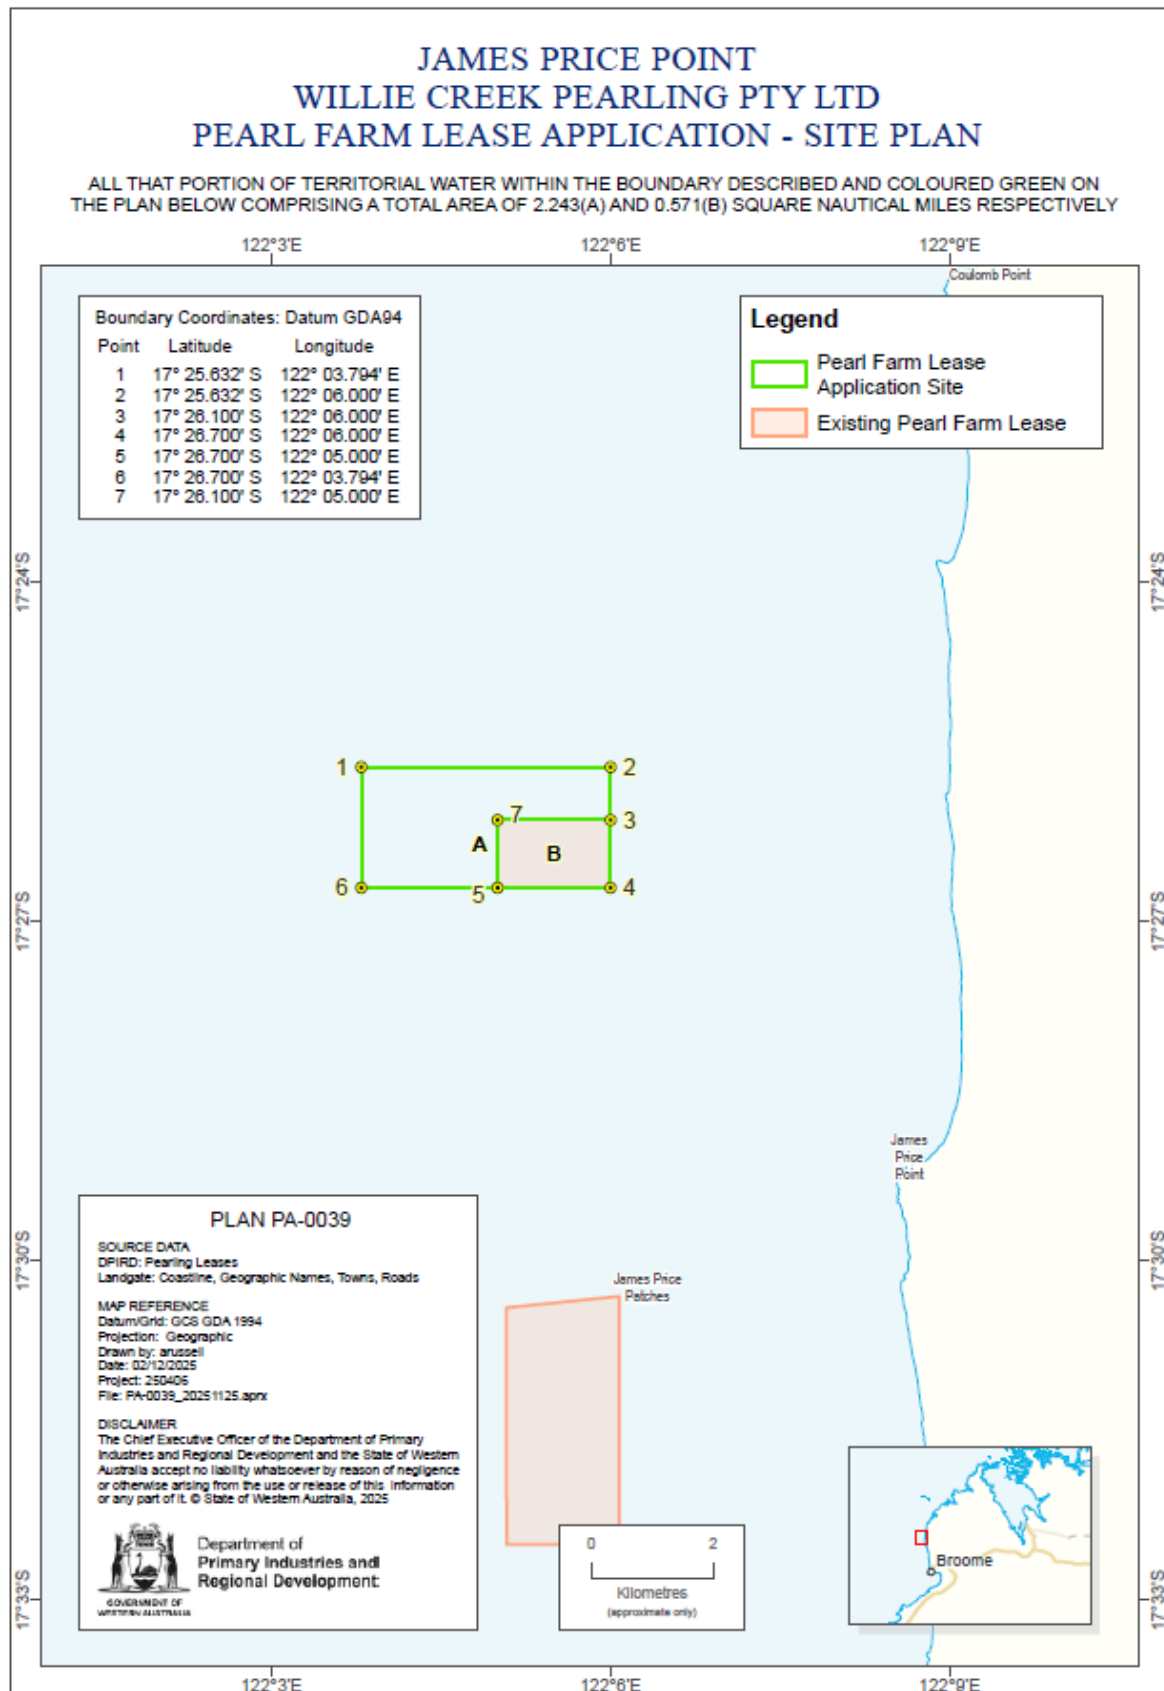 JAMES PRICE POINT
WILLIE CREEK PEARLING PTY LTD
PEARL FARM LEASE APPLICATION - SITE PLAN
ALL THAT PORTION OF TERRITORIAL WATER WITHIN THE BOUNDARY DESCRIBED AND COLOURED GREEN ON
THE PLAN BELOW COMPRISING A TOTAL AREA OF 2.243(A) AND 0.571(B) SQUARE NAUTICAL MILES RESPECTIVELY
122°3'E 122°6'E 122°9'E
Coulomb Point
Boundary Coordinates: Datum GDA94
Point Latitude Longitude
1 17° 25.632' S 122° 03.794' E
2 17° 25.632' S 122° 06.000' E
3 17° 26.100' S 122° 06.000' E
4 17° 26.700' S 122° 06.000' E
5 17° 26.700' S 122° 05.000' E
6 17° 26.700' S 122° 03.794' E
7 17° 26.100' S 122° 05.000' E
Legend
Pearl Farm Lease
Application Site
Existing Pearl Farm Lease
17°24'S 17°24'S
1 2
7 3
A B
6 5 4
17°27'S 17°27'S
James
Price
Point
17°30'S 17°30'S
James Price
Patches
PLAN PA-0039
SOURCE DATA
DPIRD: Pearling Leases
Landgate: Coastline, Geographic Names, Towns, Roads
MAP REFERENCE
Datum/Grid: GCS GDA 1994
Projection: Geographic
Drawn by: arussell
Date: 02/12/2025
Project: 250406
File: PA-0039_20251125.aprx
DISCLAIMER
The Chief Executive Officer of the Department of Primary
Industries and Regional Development and the State of Western
Australia accept no liability whatsoever by reason of negligence
or otherwise arising from the use or release of this information
or any part of it. © State of Western Australia, 2025
Department of
Primary Industries and
Regional Development
GOVERNMENT OF
WESTERN AUSTRALIA
0 2
Kilometres
(approximate only)
Broome
17°33'S 17°33'S
122°3'E 122°6'E 122°9'E